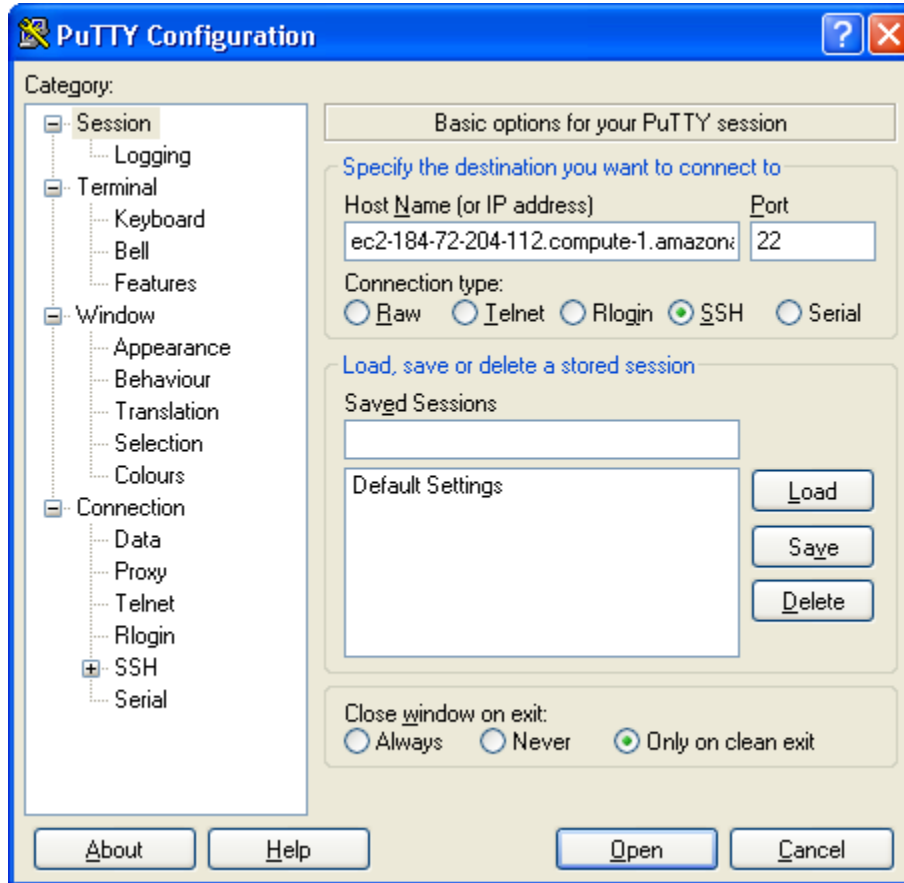 PuTTY Configuration
Category:
Session
Logging
Terminal
Keyboard
Bell
Features
Window
Appearance
Behaviour
Translation
Selection
Colours
Connection
Data
Proxy
Telnet
Rlogin
SSH
Serial
Basic options for your PuTTY session
Specify the destination you want to connect to
Host Name (or IP address) Port
ec2-184-72-204-112.compute-1.amazona 22
Connection type:
Raw Telnet Rlogin SSH Serial
Load, save or delete a stored session
Saved Sessions
Default Settings
Load
Save
Delete
Close window on exit:
Always Never Only on clean exit
About Help Open Cancel